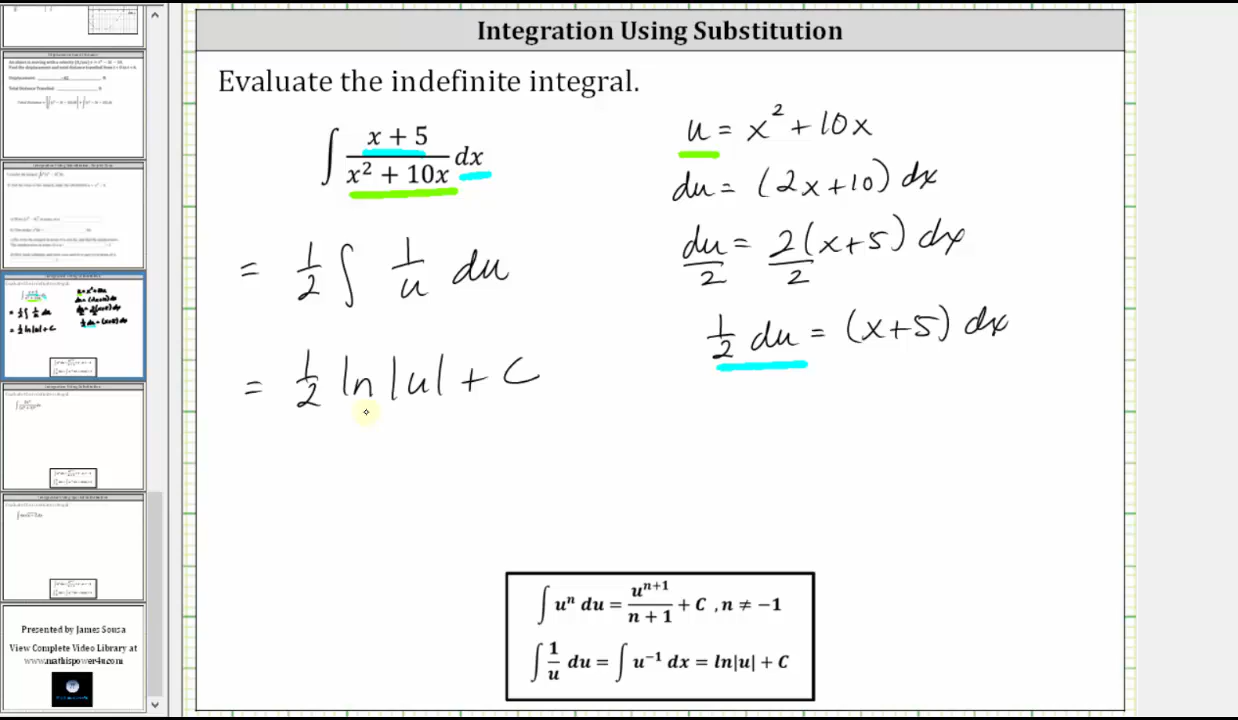 Integration Using Substitution
Evaluate the indefinite integral.
∫ (x + 5)/(x² + 10x) dx
= 1/2 ∫ 1/u du
= 1/2 ln |u| + C
u = x² + 10x
du = (2x+10) dx
du/2 = 2(x+5)/2 dx
1/2 du = (x+5) dx
∫ uⁿ du = uⁿ⁺¹/(n + 1) + C , n ≠ −1
∫ 1/u du = ∫ u⁻¹ dx = ln|u| + C
Presented by James Sousa
View Complete Video Library at
www.mathispower4u.com